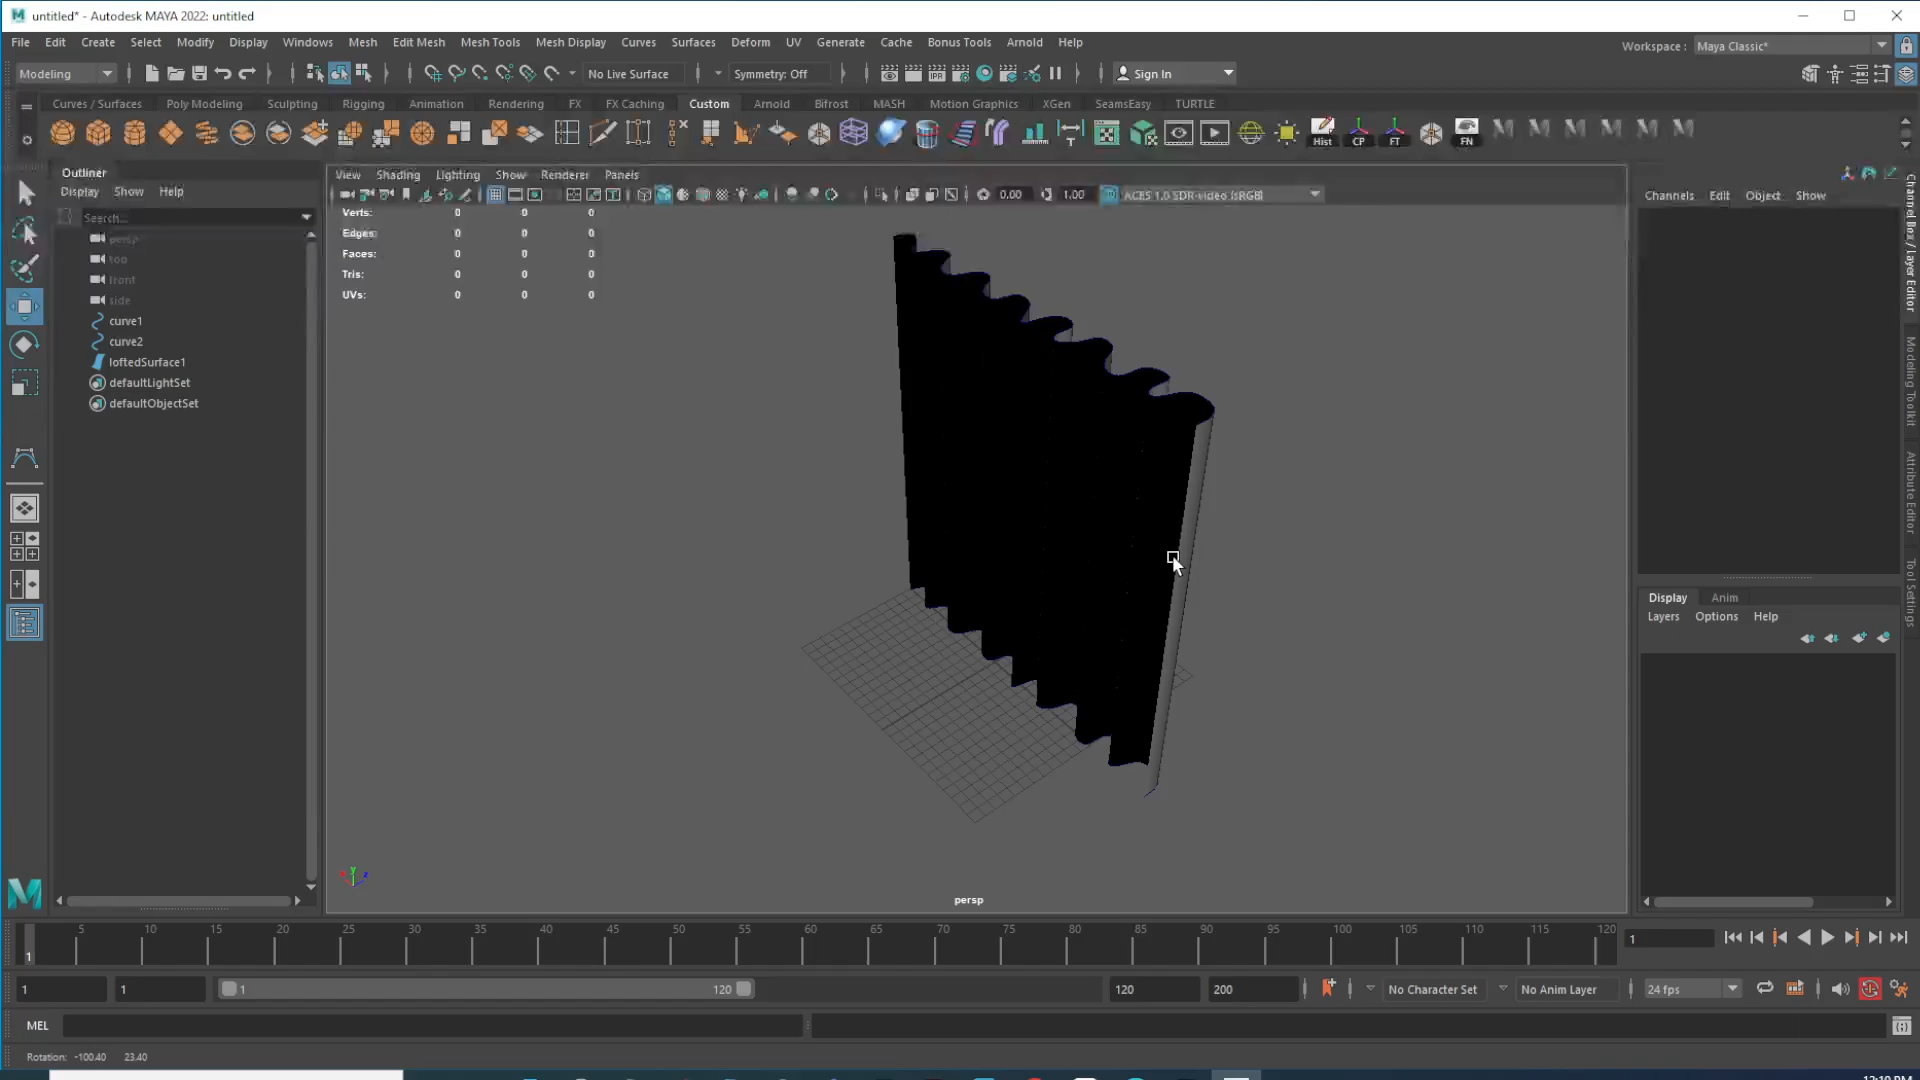 untitled* - Autodesk MAYA 2022: untitled
File Edit Create Select Modify Display Windows Mesh Edit Mesh Mesh Tools Mesh Display Curves Surfaces Deform UV Generate Cache Bonus Tools Arnold Help
Workspace : Maya Classic*
Modeling No Live Surface Symmetry: Off Sign In
Curves / Surfaces Poly Modeling Sculpting Rigging Animation Rendering FX FX Caching Custom Arnold Bifrost MASH Motion Graphics XGen SeamsEasy TURTLE
IPR
Hist CP FT FN
Outliner
Display Show Help
Search...
persp
top
front
side
curve1
curve2
loftedSurface1
defaultLightSet
defaultObjectSet
View Shading Lighting Show Renderer Panels
0.00 1.00 ACES 1.0 SDR-video (sRGB)
Verts: 0 0 0
Edges: 0 0 0
Faces: 0 0 0
Tris: 0 0 0
UVs: 0 0 0
persp
Channels Edit Object Show
Channel Box / Layer Editor
Modeling Toolkit
Attribute Editor
Tool Settings
Display Anim
Layers Options Help
5 10 15 20 25 30 35 40 45 50 55 60 65 70 75 80 85 90 95 100 105 110 115 120
1
1
1 1 1 120 120 200 No Character Set No Anim Layer 24 fps
MEL
Rotation: -100.40 23.40